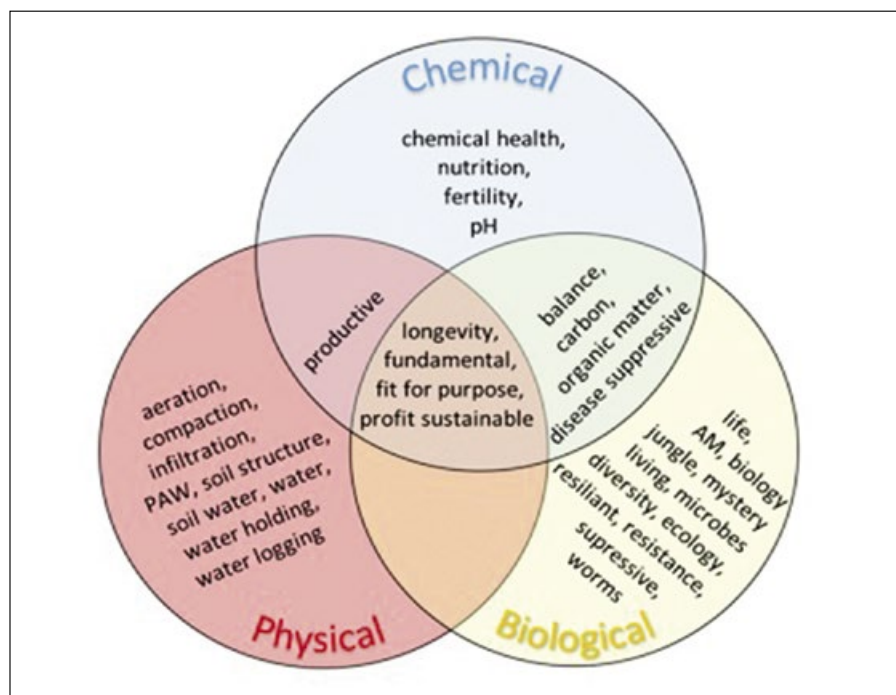 Chemical
chemical health,
nutrition,
fertility,
pH
productive
longevity,
fundamental,
fit for purpose,
profit sustainable
balance,
carbon,
organic matter,
disease suppressive
aeration,
compaction,
infiltration,
PAW, soil structure,
soil water, water,
water holding,
water logging
life,
AM, biology
jungle, mystery
living, microbes
diversity, ecology,
resiliant, resistance,
supressive,
worms
Physical
Biological